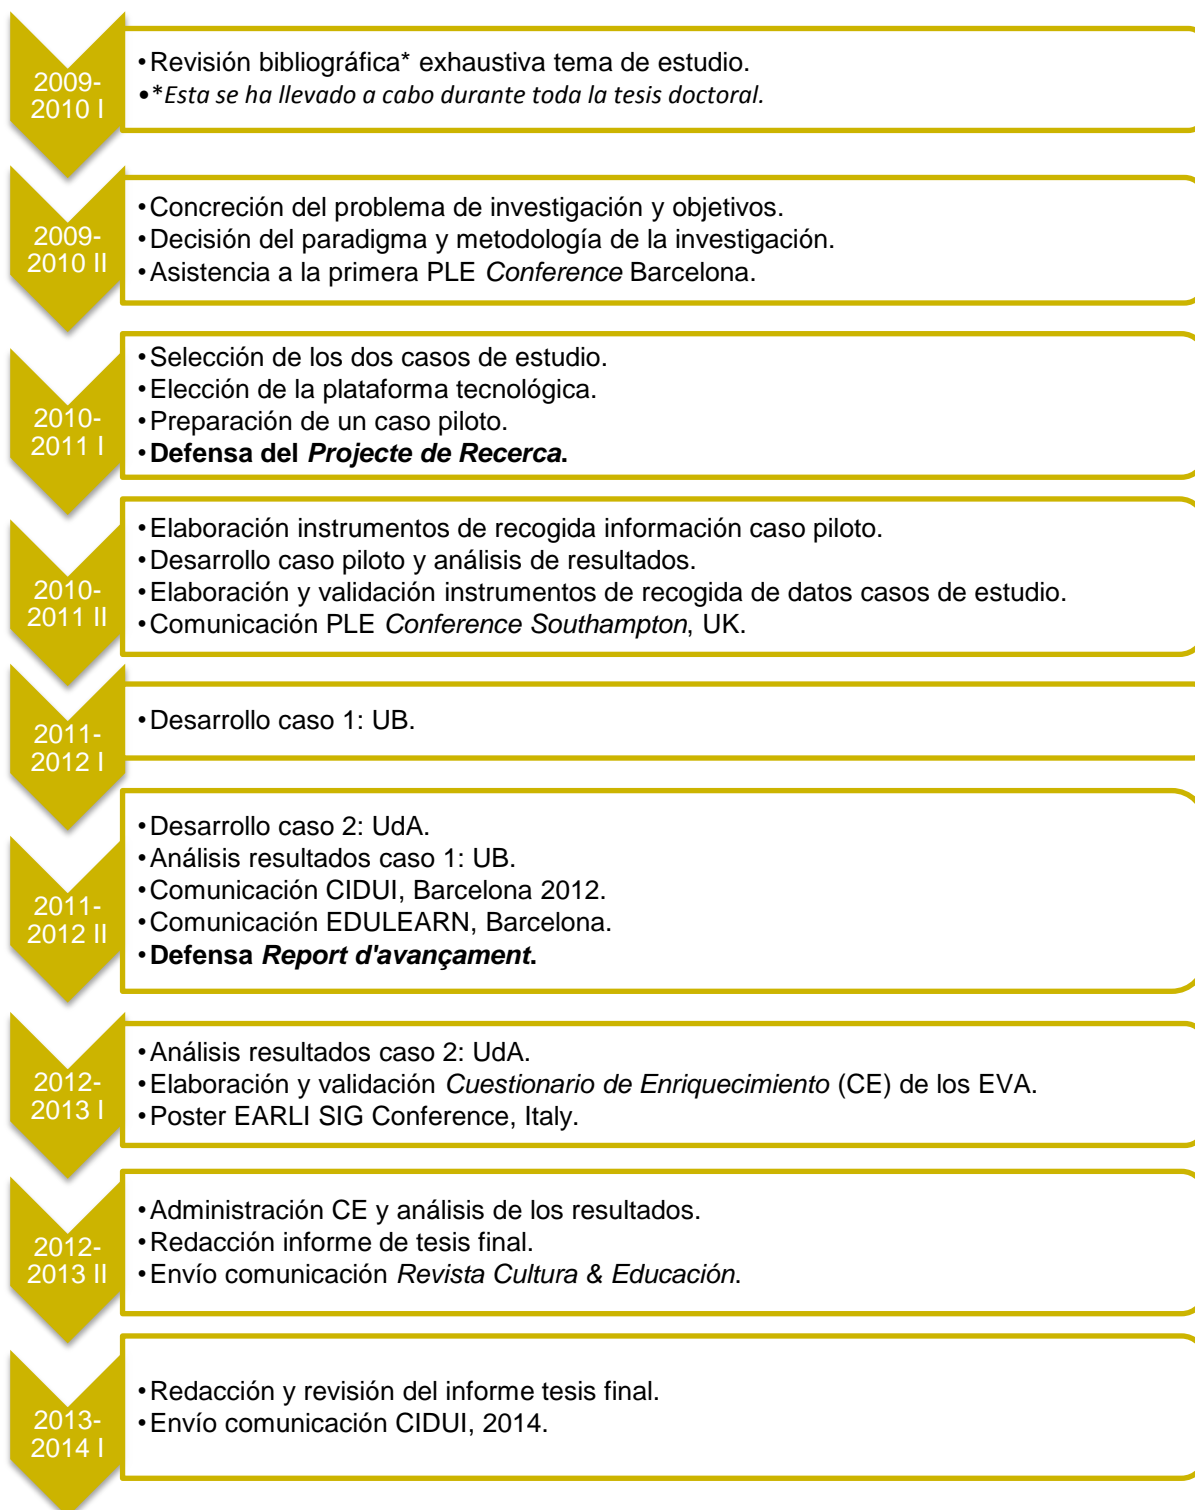 2009-
2010 I
•Revisión bibliográfica* exhaustiva tema de estudio.
•*Esta se ha llevado a cabo durante toda la tesis doctoral.
2009-
2010 II
•Concreción del problema de investigación y objetivos.
•Decisión del paradigma y metodología de la investigación.
•Asistencia a la primera PLE Conference Barcelona.
2010-
2011 I
•Selección de los dos casos de estudio.
•Elección de la plataforma tecnológica.
•Preparación de un caso piloto.
•Defensa del Projecte de Recerca.
2010-
2011 II
•Elaboración instrumentos de recogida información caso piloto.
•Desarrollo caso piloto y análisis de resultados.
•Elaboración y validación instrumentos de recogida de datos casos de estudio.
•Comunicación PLE Conference Southampton, UK.
2011-
2012 I
•Desarrollo caso 1: UB.
2011-
2012 II
•Desarrollo caso 2: UdA.
•Análisis resultados caso 1: UB.
•Comunicación CIDUI, Barcelona 2012.
•Comunicación EDULEARN, Barcelona.
•Defensa Report d'avançament.
2012-
2013 I
•Análisis resultados caso 2: UdA.
•Elaboración y validación Cuestionario de Enriquecimiento (CE) de los EVA.
•Poster EARLI SIG Conference, Italy.
2012-
2013 II
•Administración CE y análisis de los resultados.
•Redacción informe de tesis final.
•Envío comunicación Revista Cultura & Educación.
2013-
2014 I
•Redacción y revisión del informe tesis final.
•Envío comunicación CIDUI, 2014.